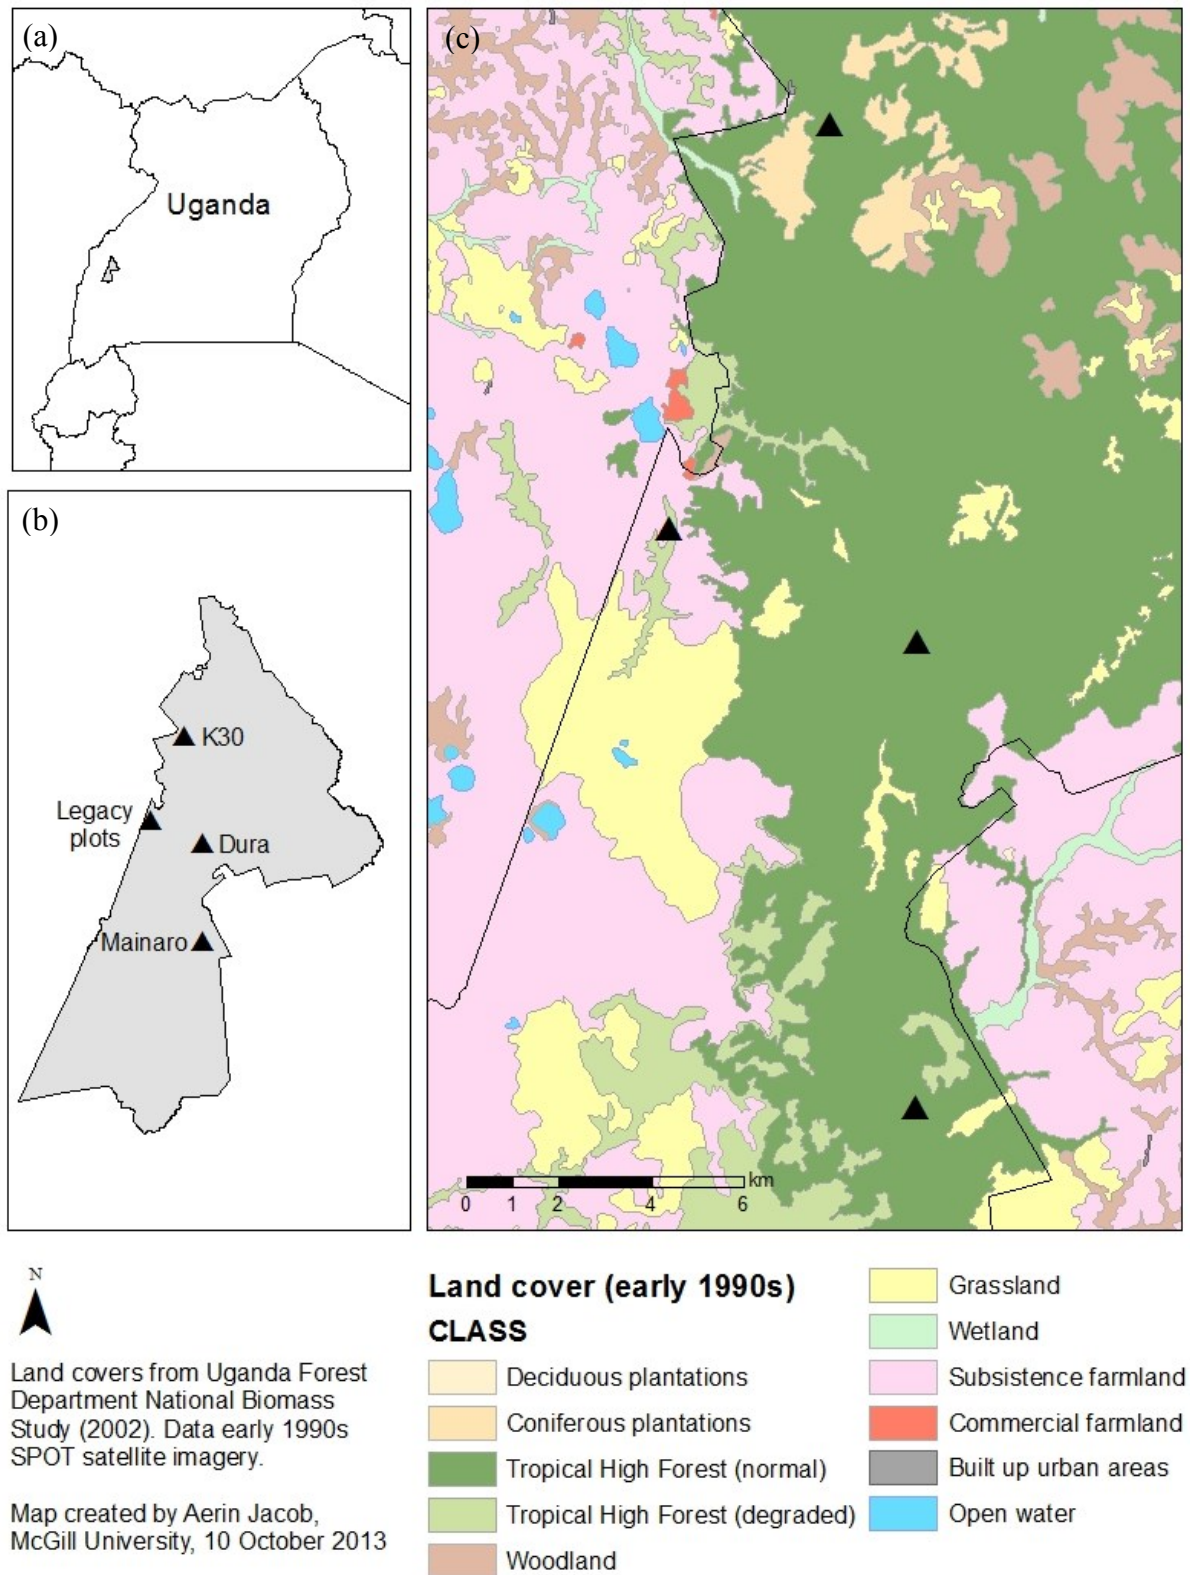 (a)
Uganda
(b)
K30
Legacy
plots
Dura
Mainaro
(c)
km
0 1 2 4 6
N
Land covers from Uganda Forest
Department National Biomass
Study (2002). Data early 1990s
SPOT satellite imagery.
Map created by Aerin Jacob,
McGill University, 10 October 2013
Land cover (early 1990s)
CLASS
Deciduous plantations
Coniferous plantations
Tropical High Forest (normal)
Tropical High Forest (degraded)
Woodland
Grassland
Wetland
Subsistence farmland
Commercial farmland
Built up urban areas
Open water